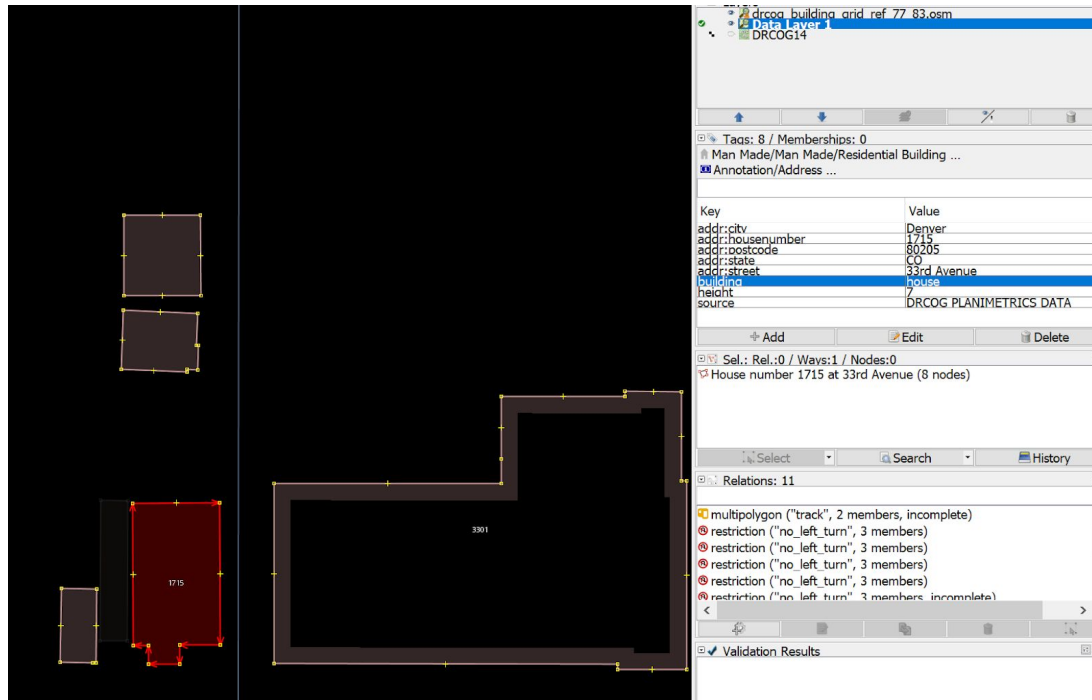 Layers
drcog_building_grid_ref_77_83.osm
Data Layer 1
DRCOG14
Tags: 8 / Memberships: 0
Man Made/Man Made/Residential Building ...
Annotation/Address ...
Key Value
addr:city Denver
addr:housenumber 1715
addr:postcode 80205
addr:state CO
addr:street 33rd Avenue
building house
height 7
source DRCOG PLANIMETRICS DATA
Add Edit Delete
Sel.: Rel.:0 / Ways:1 / Nodes:0
House number 1715 at 33rd Avenue (8 nodes)
Select Search History
Relations: 11
multipolygon ("track", 2 members, incomplete)
restriction ("no_left_turn", 3 members)
restriction ("no_left_turn", 3 members)
restriction ("no_left_turn", 3 members)
restriction ("no_left_turn", 3 members)
restriction ("no_left_turn", 3 members, incomplete)
Validation Results
3301
1715